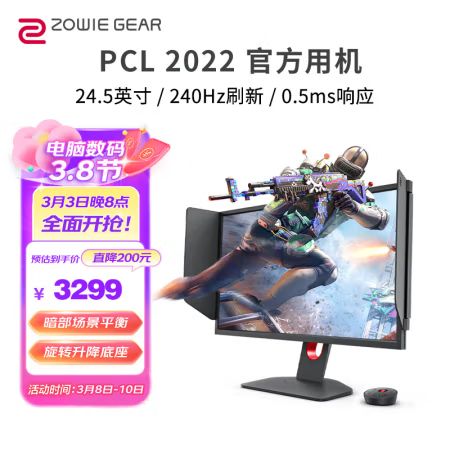 ZOWIE GEAR
PCL 2022 官方用机
24.5英寸 / 240Hz刷新 / 0.5ms响应
电脑数码
3.8节
3月3日晚8点
全面开抢！
预估到手价 直降200元
¥ 3299
暗部场景平衡
旋转升降底座
活动时间：3月8日-10日